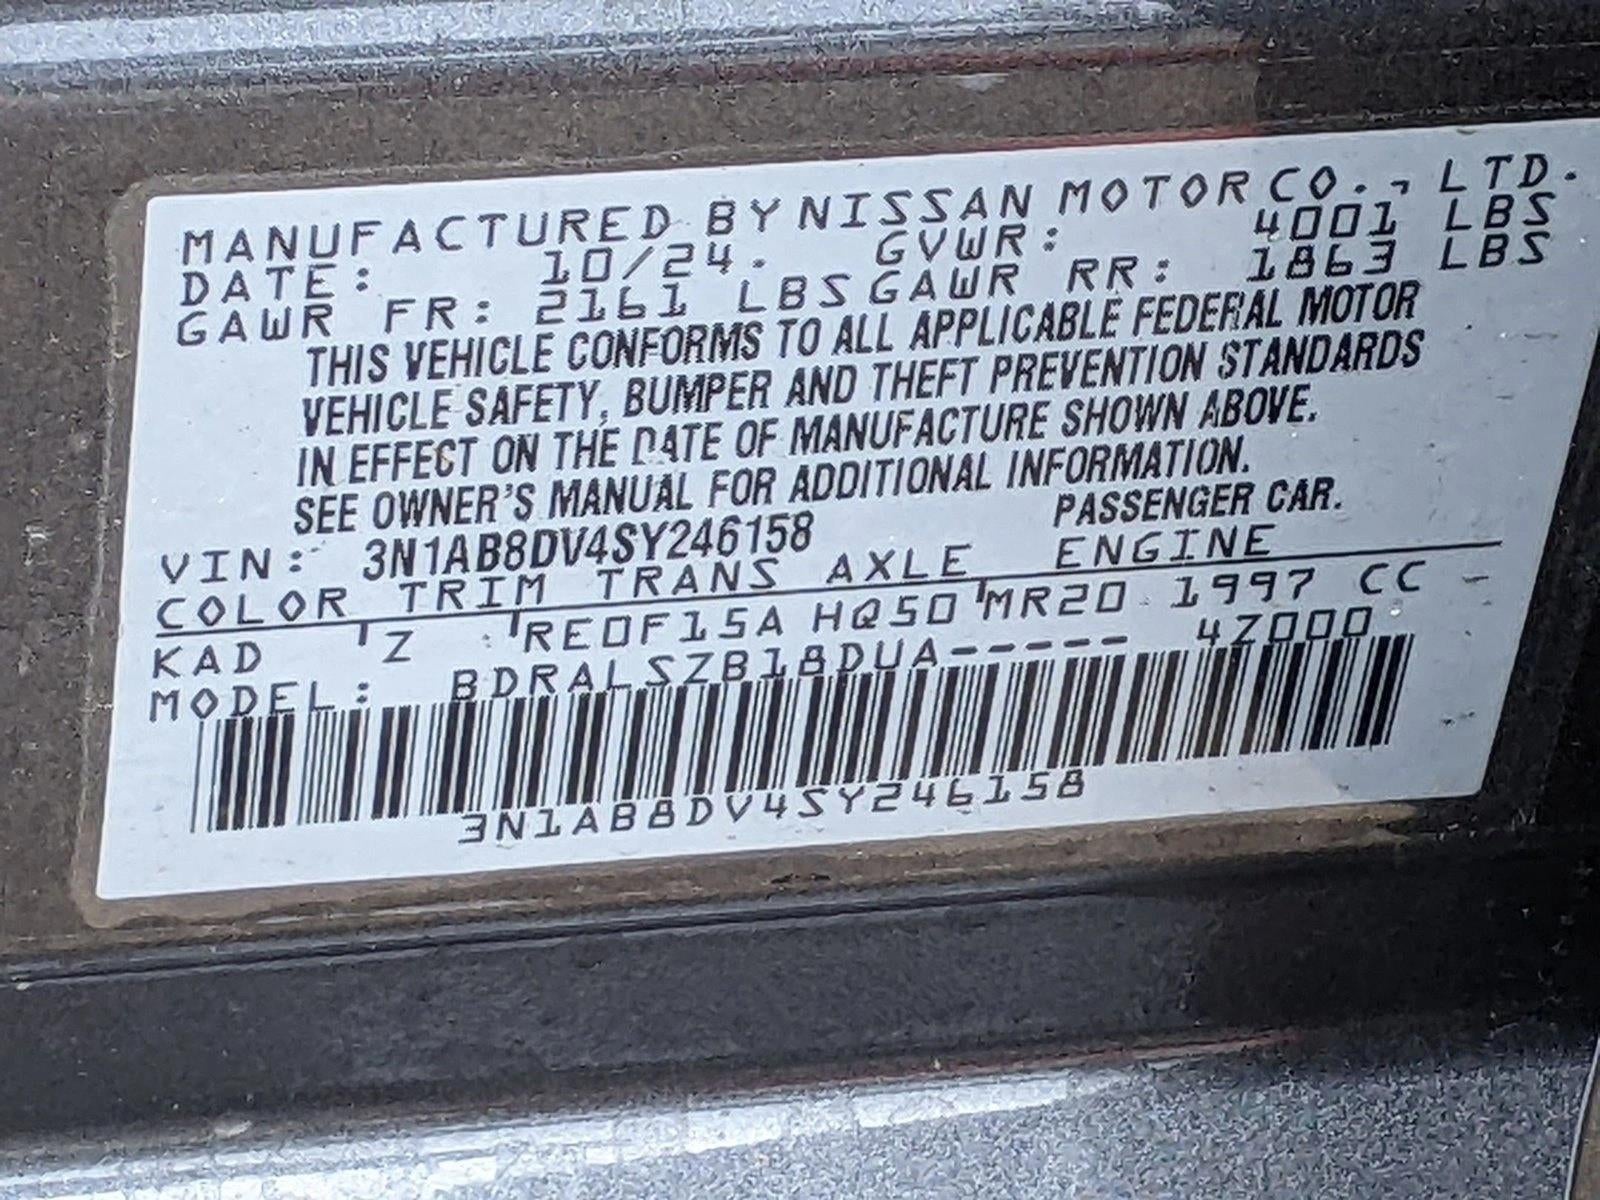 MANUFACTURED BY NISSAN MOTOR CO., LTD.
DATE: 10/24. GVWR: 4001 LBS
GAWR FR: 2161 LBS GAWR RR: 1863 LBS
THIS VEHICLE CONFORMS TO ALL APPLICABLE FEDERAL MOTOR
VEHICLE SAFETY, BUMPER AND THEFT PREVENTION STANDARDS
IN EFFECT ON THE DATE OF MANUFACTURE SHOWN ABOVE.
SEE OWNER'S MANUAL FOR ADDITIONAL INFORMATION.
VIN: 3N1AB8DV4SY246158 PASSENGER CAR.
COLOR TRIM TRANS AXLE ENGINE
KAD Z RE0F15A HQ50 MR20 1997 CC
MODEL: BDRALSZB18DUA----- 4Z000
3N1AB8DV4SY246158